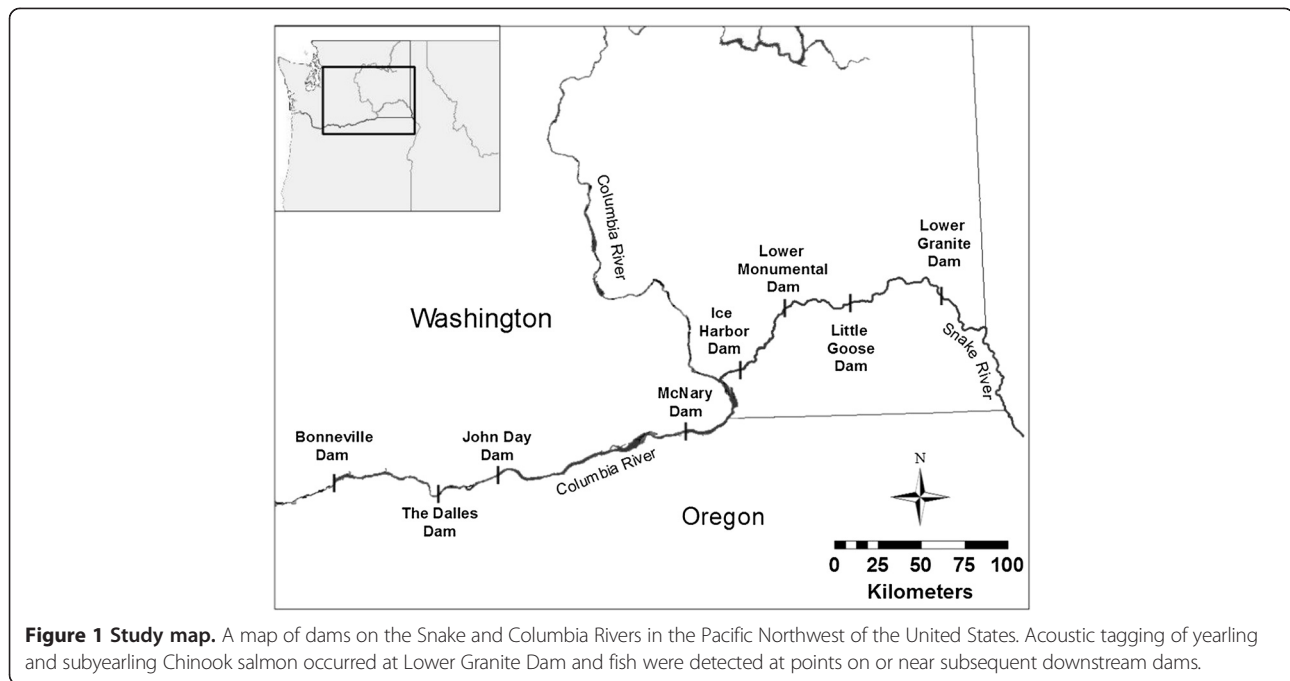 Columbia River
Lower
Granite
Dam
Lower
Monumental
Dam
Washington
Ice
Harbor
Dam
Little
Goose
Dam
Snake River
McNary
Dam
Bonneville
Dam
John Day
Dam
Columbia River
The Dalles
Dam
Oregon
N
0 25 50 75 100
Kilometers
Figure 1 Study map. A map of dams on the Snake and Columbia Rivers in the Pacific Northwest of the United States. Acoustic tagging of yearling
and subyearling Chinook salmon occurred at Lower Granite Dam and fish were detected at points on or near subsequent downstream dams.